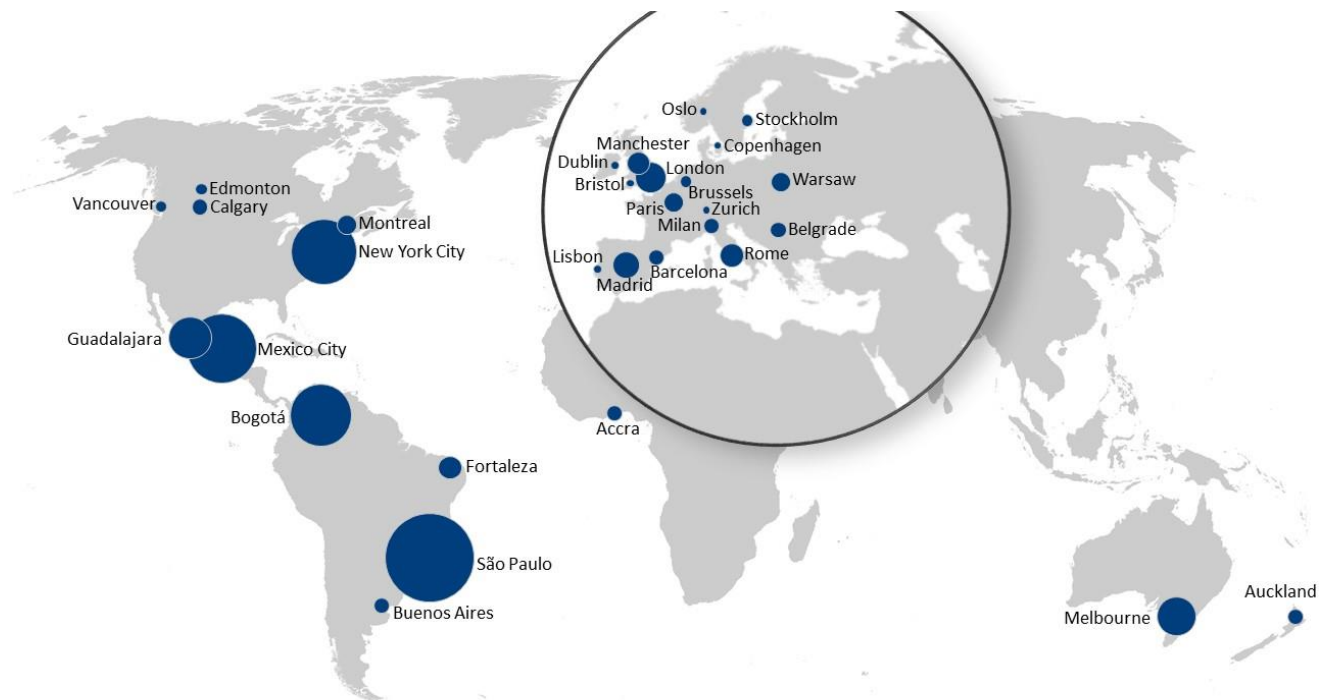 Oslo
Stockholm
Manchester
Copenhagen
Dublin
London
Bristol
Brussels
Warsaw
Edmonton
Vancouver
Calgary
Paris
Zurich
Montreal
Milan
Belgrade
New York City
Lisbon
Rome
Barcelona
Madrid
Guadalajara
Mexico City
Bogotá
Accra
Fortaleza
São Paulo
Buenos Aires
Auckland
Melbourne